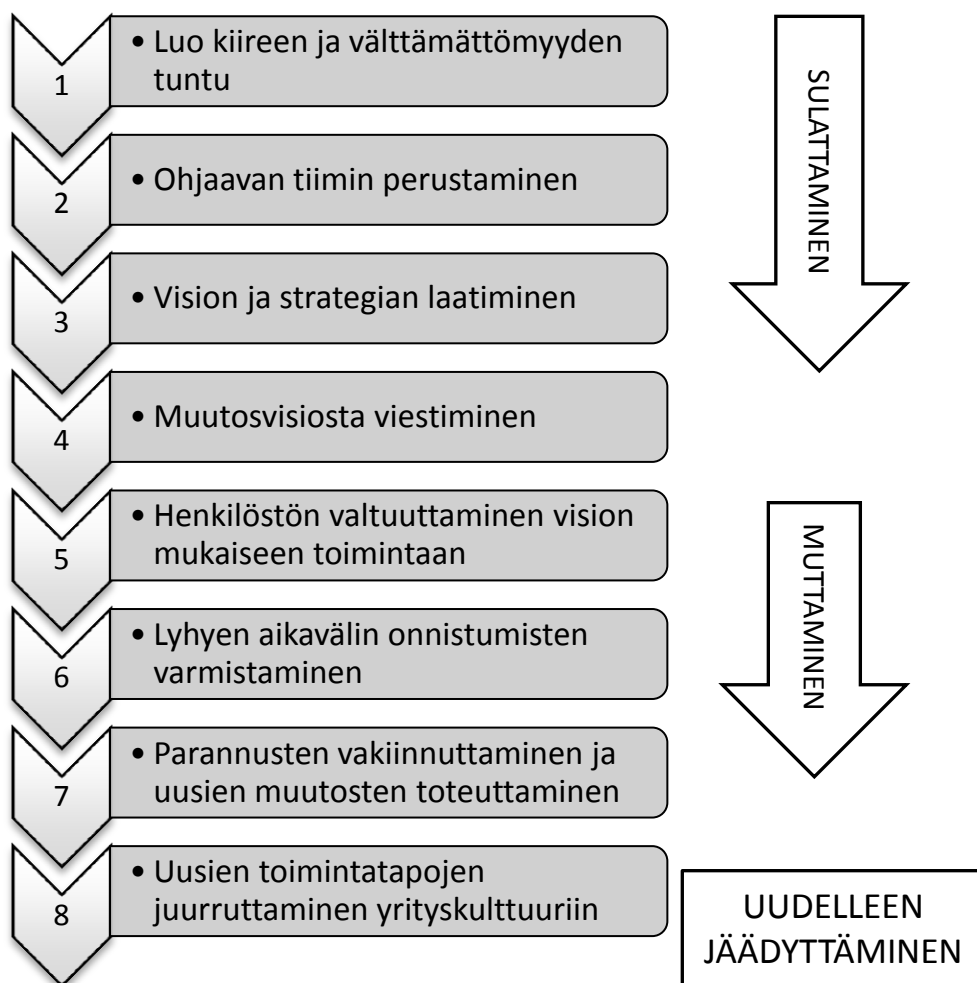 1
• Luo kiireen ja välttämättömyyden
tuntu
2
• Ohjaavan tiimin perustaminen
3
• Vision ja strategian laatiminen
4
• Muutosvisiosta viestiminen
5
• Henkilöstön valtuuttaminen vision
mukaiseen toimintaan
6
• Lyhyen aikavälin onnistumisten
varmistaminen
7
• Parannusten vakiinnuttaminen ja
uusien muutosten toteuttaminen
8
• Uusien toimintatapojen
juurruttaminen yrityskulttuuriin
SULATTAMINEN
MUTTAMINEN
UUDELLEEN
JÄÄDYTTÄMINEN